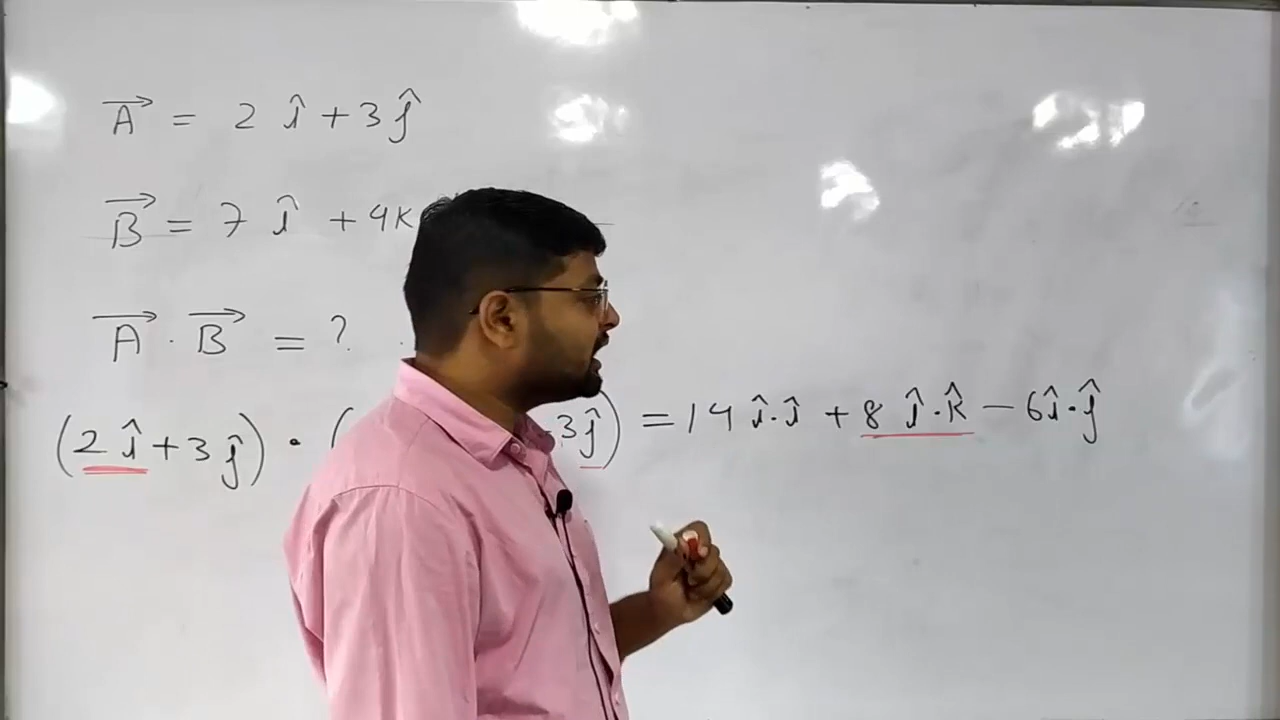 A⃗ = 2 î + 3 ĵ
B⃗ = 7 î + 4k
A⃗ . B⃗ = ?
(2 î + 3 ĵ) • ( 3ĵ) = 14 î.î + 8 î.k̂ − 6î.ĵ